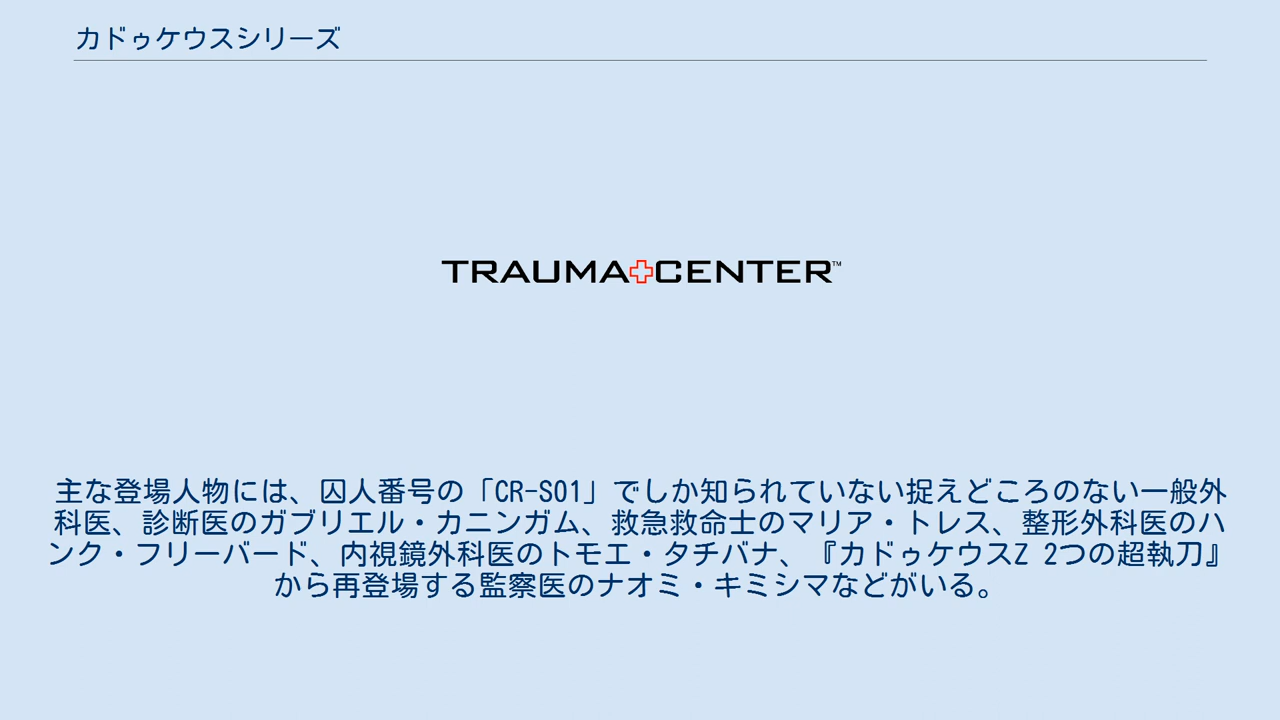 カドゥケウスシリーズ
TRAUMA CENTER™
主な登場人物には、囚人番号の「CR-S01」でしか知られていない捉えどころのない一般外
科医、診断医のガブリエル・カニンガム、救急救命士のマリア・トレス、整形外科医のハ
ンク・フリーバード、内視鏡外科医のトモエ・タチバナ、『カドゥケウスZ 2つの超執刀』
から再登場する監察医のナオミ・キミシマなどがいる。